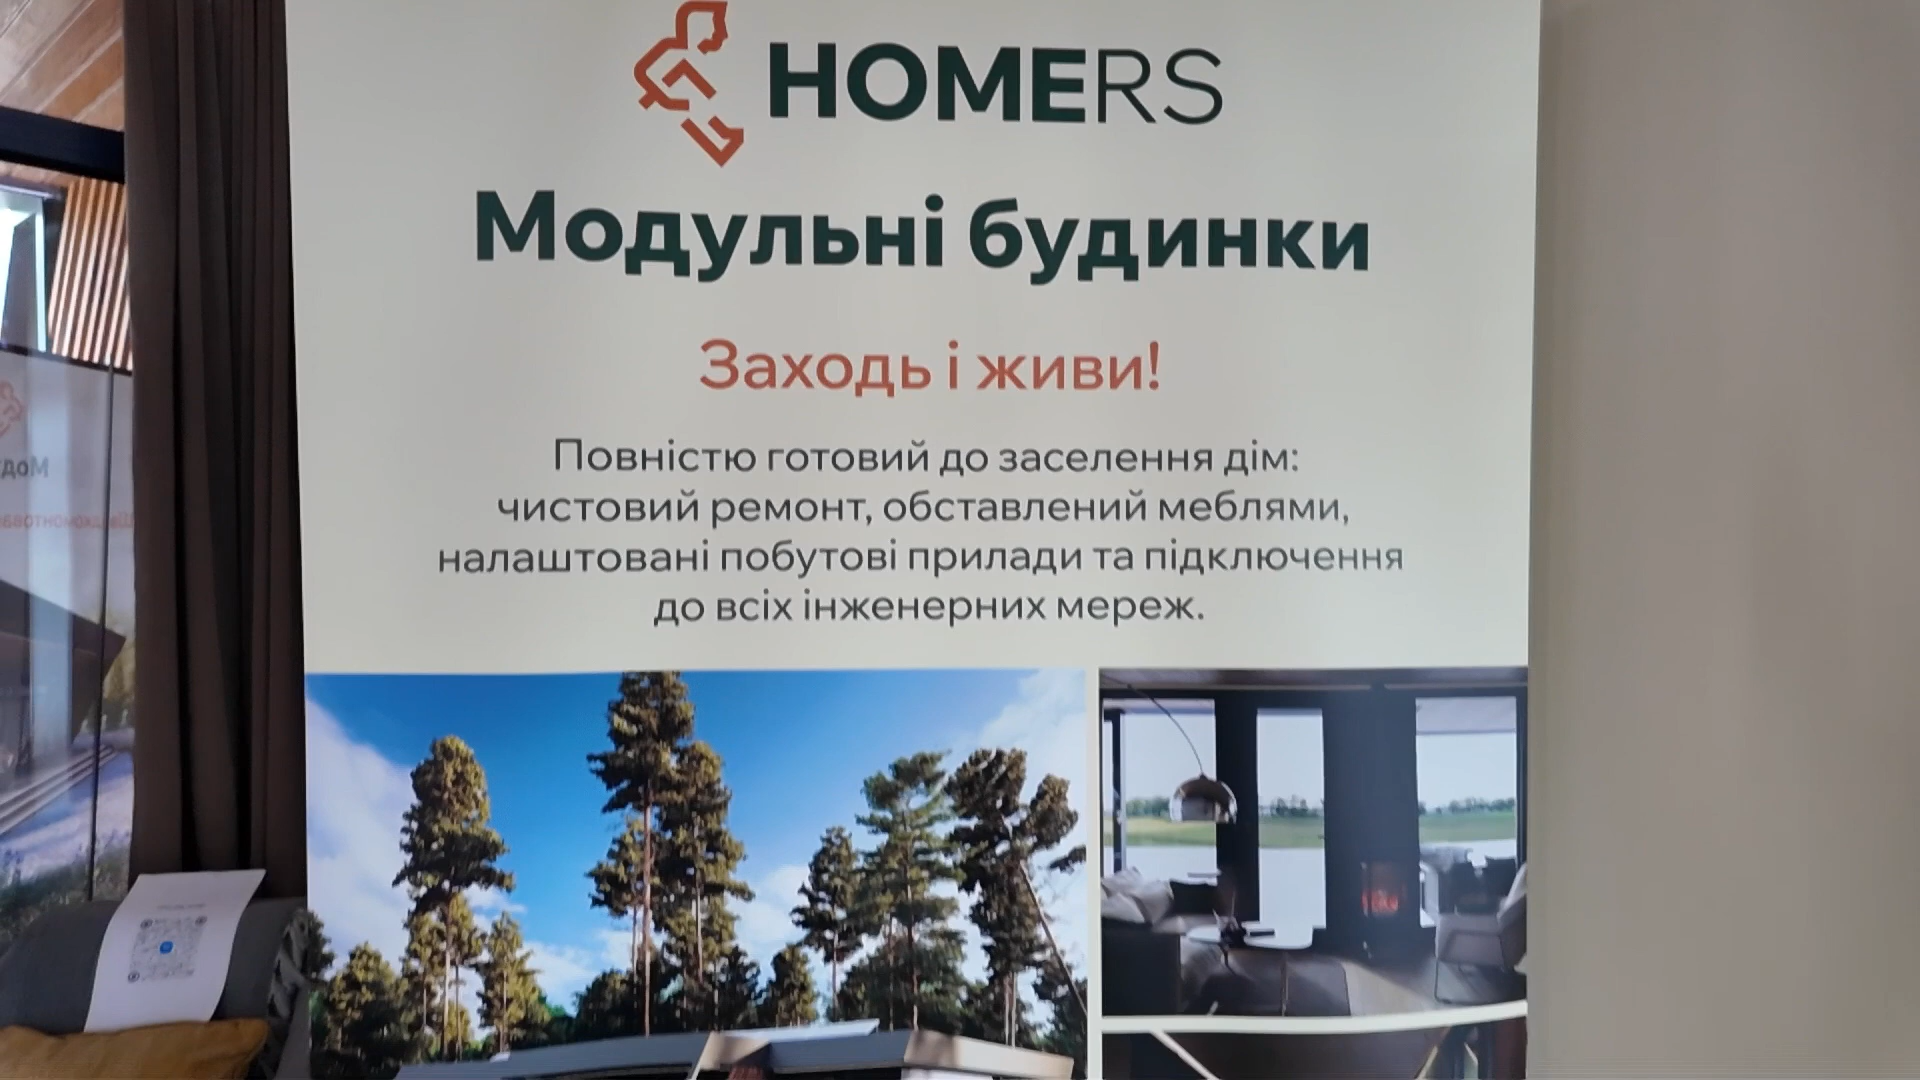 HOMERS
Модульні будинки
Заходь і живи!
Повністю готовий до заселення дім:
чистовий ремонт, обставлений меблями,
налаштовані побутові прилади та підключення
до всіх інженерних мереж.